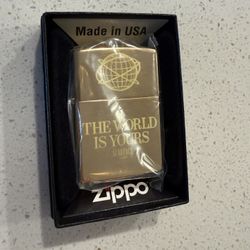 Made in USA
THE WORLD
IS YOURS
zippo